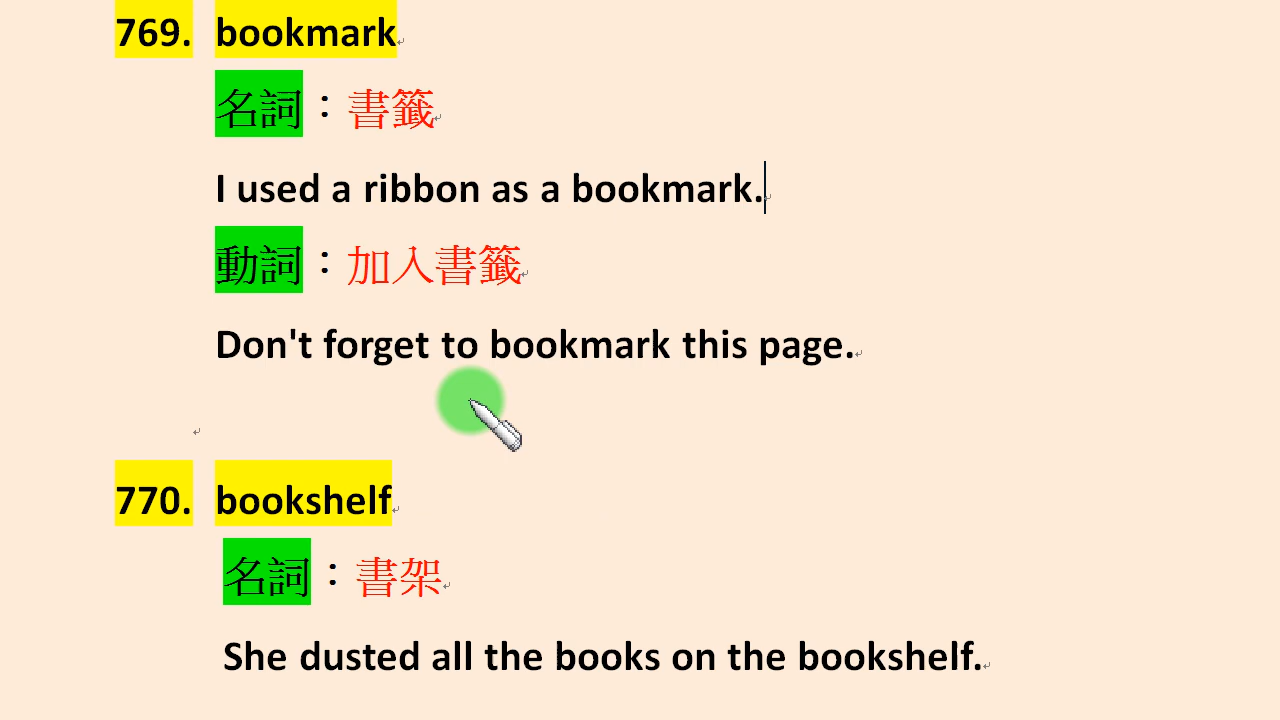 769. bookmark
名詞：書籤
I used a ribbon as a bookmark.
動詞：加入書籤
Don't forget to bookmark this page.
770. bookshelf
名詞：書架
She dusted all the books on the bookshelf.